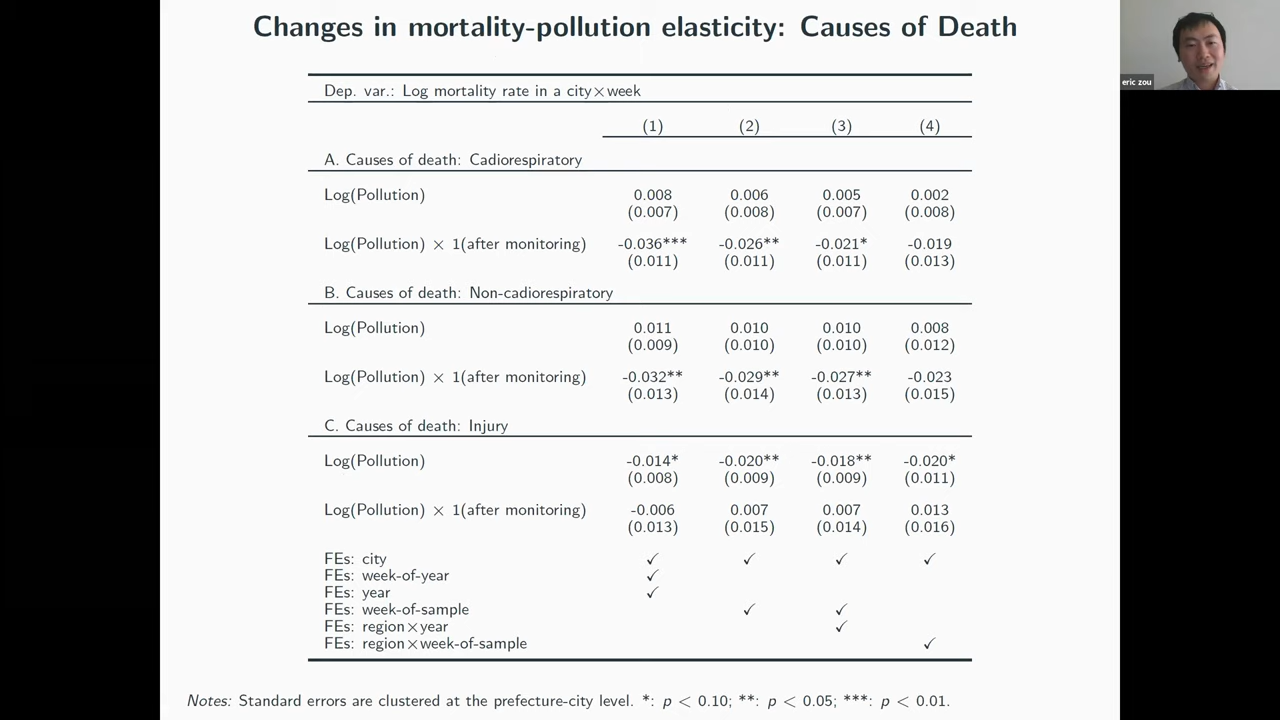 Changes in mortality-pollution elasticity: Causes of Death
eric zou
Dep. var.: Log mortality rate in a city×week
(1) (2) (3) (4)
A. Causes of death: Cadiorespiratory
Log(Pollution) 0.008 0.006 0.005 0.002
(0.007) (0.008) (0.007) (0.008)
Log(Pollution) × 1(after monitoring) -0.036*** -0.026** -0.021* -0.019
(0.011) (0.011) (0.011) (0.013)
B. Causes of death: Non-cadiorespiratory
Log(Pollution) 0.011 0.010 0.010 0.008
(0.009) (0.010) (0.010) (0.012)
Log(Pollution) × 1(after monitoring) -0.032** -0.029** -0.027** -0.023
(0.013) (0.014) (0.013) (0.015)
C. Causes of death: Injury
Log(Pollution) -0.014* -0.020** -0.018** -0.020*
(0.008) (0.009) (0.009) (0.011)
Log(Pollution) × 1(after monitoring) -0.006 0.007 0.007 0.013
(0.013) (0.015) (0.014) (0.016)
FEs: city ✓ ✓ ✓ ✓
FEs: week-of-year ✓
FEs: year ✓
FEs: week-of-sample ✓ ✓
FEs: region×year ✓
FEs: region×week-of-sample ✓
Notes: Standard errors are clustered at the prefecture-city level. *: p < 0.10; **: p < 0.05; ***: p < 0.01.